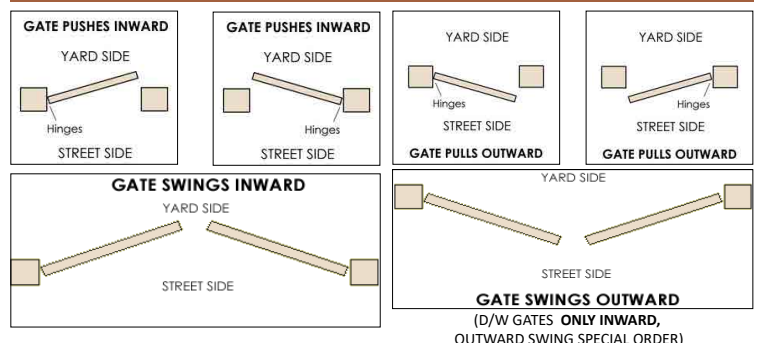 GATE PUSHES INWARD
YARD SIDE
Hinges
STREET SIDE
GATE PUSHES INWARD
YARD SIDE
Hinges
STREET SIDE
YARD SIDE
Hinges
STREET SIDE
GATE PULLS OUTWARD
YARD SIDE
Hinges
STREET SIDE
GATE PULLS OUTWARD
GATE SWINGS INWARD
YARD SIDE
STREET SIDE
YARD SIDE
STREET SIDE
GATE SWINGS OUTWARD
(D/W GATES ONLY INWARD,
OUTWARD SWING SPECIAL ORDER)